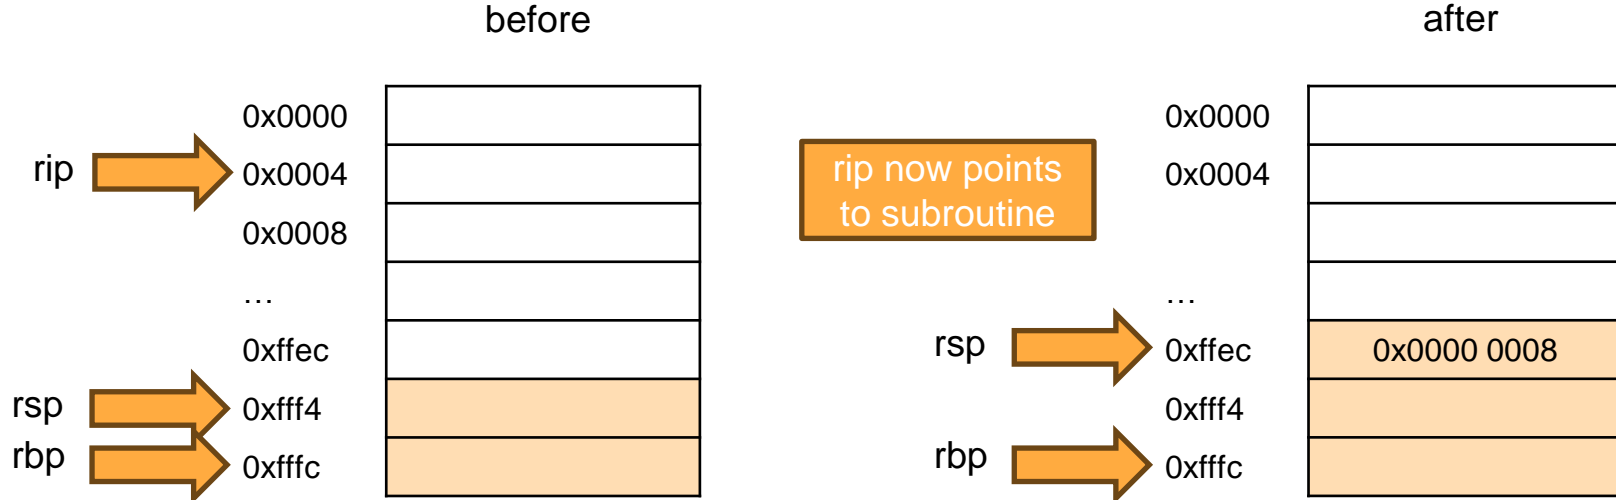 before
after
0x0000
rip
0x0004
0x0008
…
0xffec
rsp
0xfff4
rbp
0xfffc
rip now points
to subroutine
0x0000
0x0004
…
rsp
0xffec
0x0000 0008
0xfff4
rbp
0xfffc